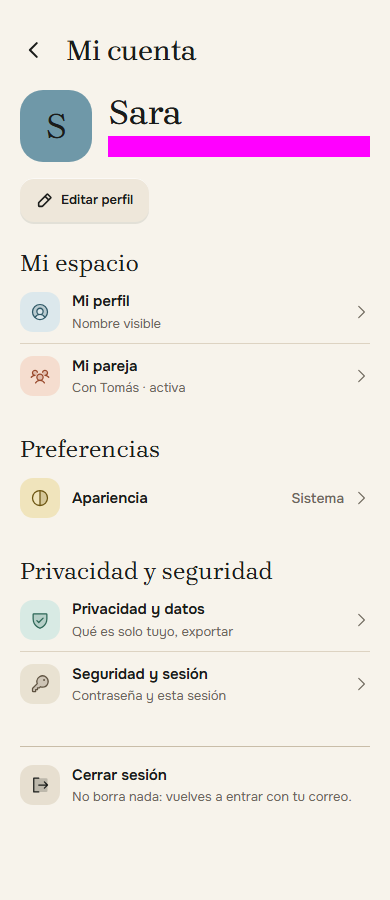 Mi cuenta
S
Sara
Editar perfil
Mi espacio
Mi perfil
Nombre visible
Mi pareja
Con Tomás · activa
Preferencias
Apariencia
Sistema
Privacidad y seguridad
Privacidad y datos
Qué es solo tuyo, exportar
Seguridad y sesión
Contraseña y esta sesión
Cerrar sesión
No borra nada: vuelves a entrar con tu correo.